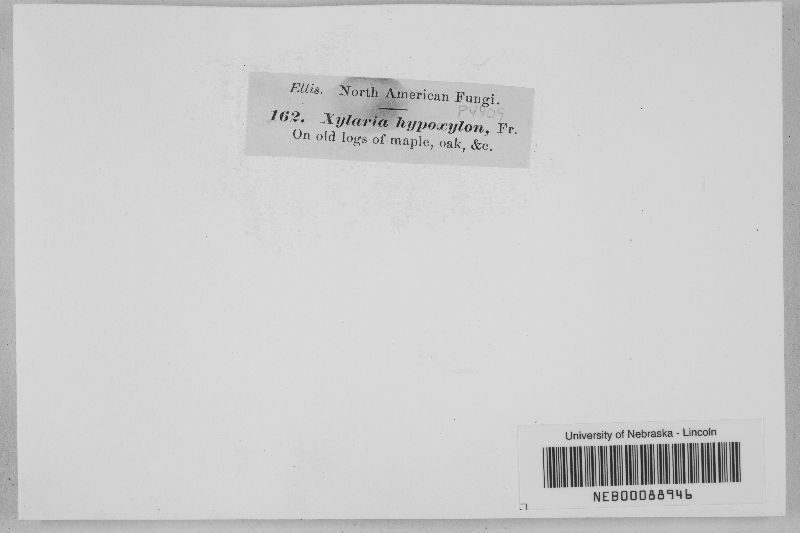 Ellis. North American Fungi.
P4909
162. Xylaria hypoxylon, Fr.
On old logs of maple, oak, &c.
University of Nebraska - Lincoln
NEB00088946